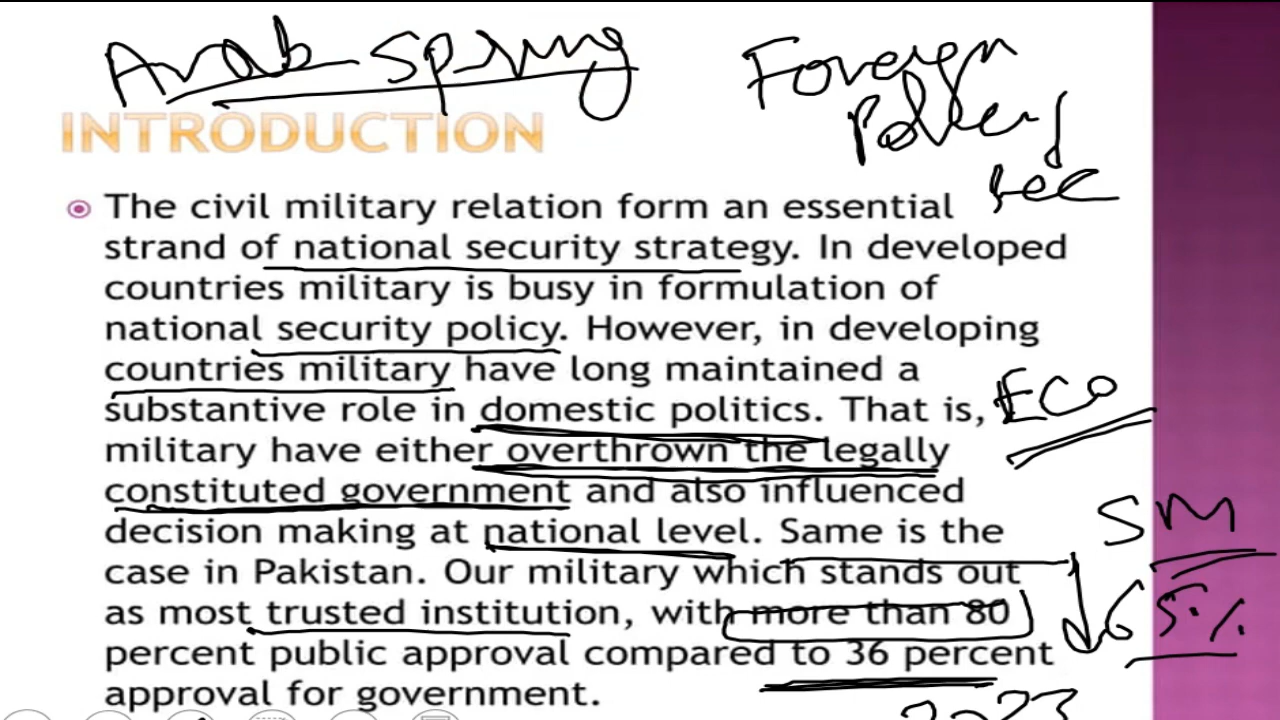 Arab spring
Foreign
Policy
INTRODUCTION
The civil military relation form an essential
strand of national security strategy. In developed
countries military is busy in formulation of
national security policy. However, in developing
countries military have long maintained a
substantive role in domestic politics. That is,
ECO
military have either overthrown the legally
constituted government and also influenced
SM
decision making at national level. Same is the
case in Pakistan. Our military which stands out
as most trusted institution, with more than 80
65%
percent public approval compared to 36 percent
approval for government.
2023